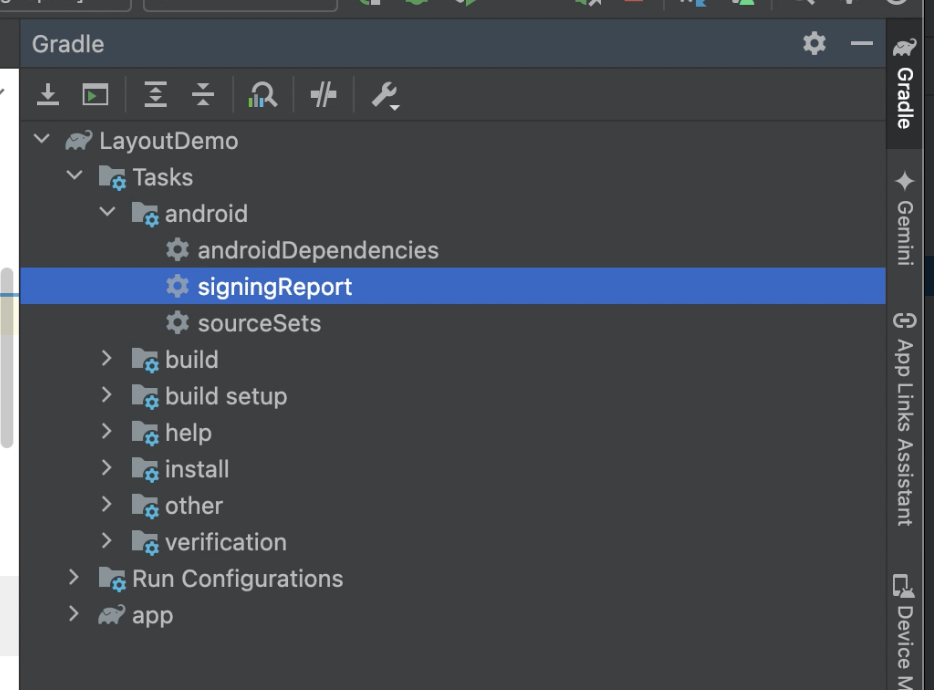 Gradle
LayoutDemo
Tasks
android
androidDependencies
signingReport
sourceSets
build
build setup
help
install
other
verification
Run Configurations
app
Gradle
Gemini
App Links Assistant
Device M